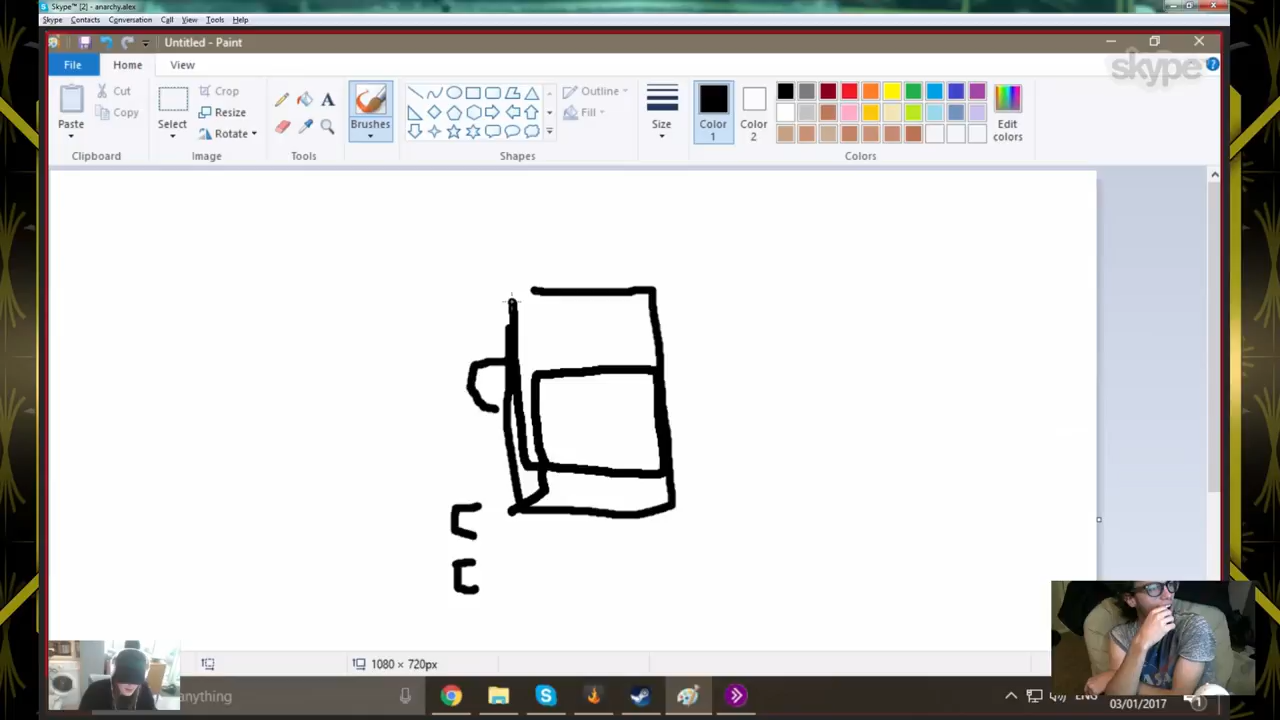 Skype™ [2] - anarchy.alex
Skype Contacts Conversation Call View Tools Help
Untitled - Paint
skype
File Home View
Paste
Cut
Copy
Select
Crop
Resize
Rotate
A
Brushes
Outline
Fill
Size
Color 1
Color 2
Edit colors
Clipboard Image Tools Shapes Colors
1080 × 720px
anything
ENG
03/01/2017
1